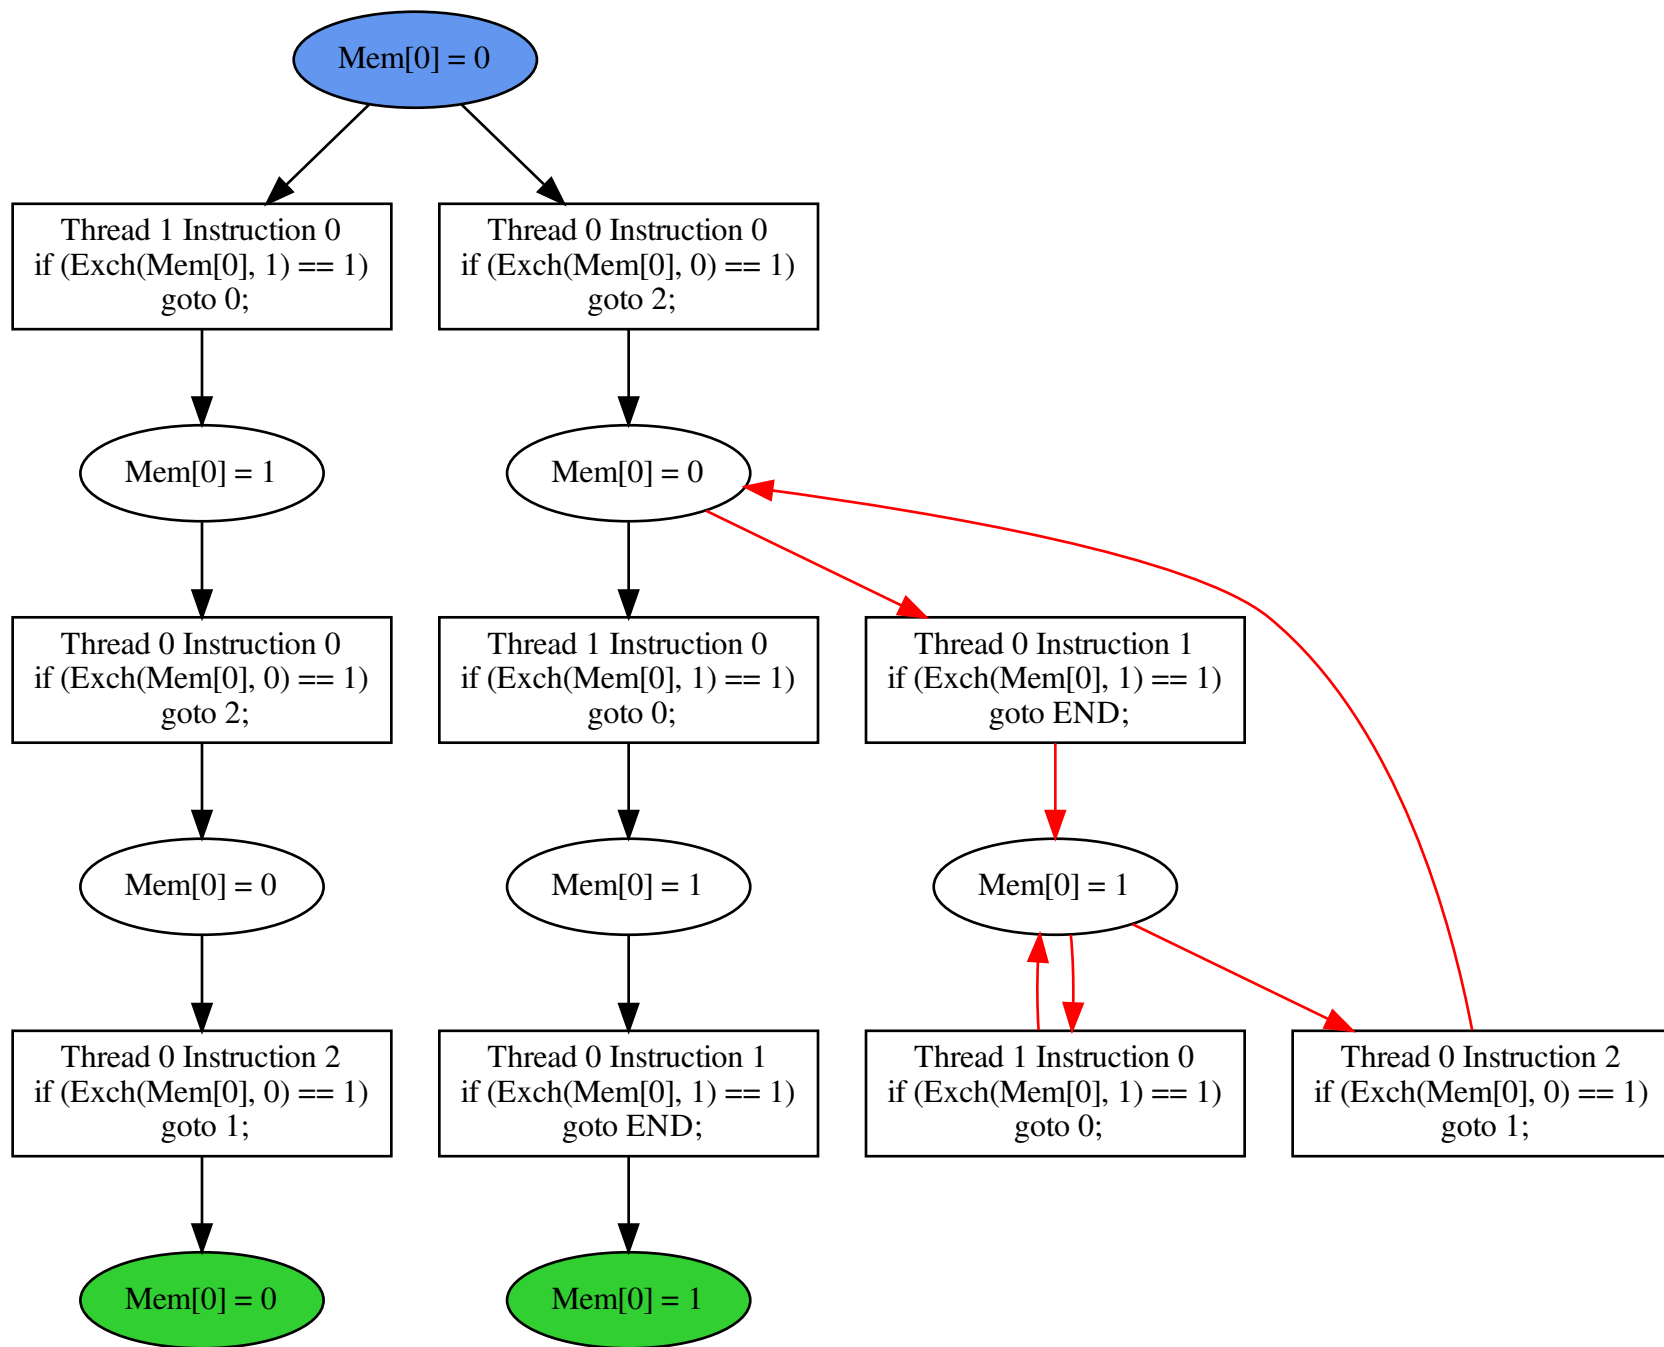 Mem[0] = 0
Thread 1 Instruction 0
if (Exch(Mem[0], 1) == 1)
goto 0;
Thread 0 Instruction 0
if (Exch(Mem[0], 0) == 1)
goto 2;
Mem[0] = 1
Mem[0] = 0
Thread 0 Instruction 0
if (Exch(Mem[0], 0) == 1)
goto 2;
Thread 1 Instruction 0
if (Exch(Mem[0], 1) == 1)
goto 0;
Thread 0 Instruction 1
if (Exch(Mem[0], 1) == 1)
goto END;
Mem[0] = 0
Mem[0] = 1
Mem[0] = 1
Thread 0 Instruction 2
if (Exch(Mem[0], 0) == 1)
goto 1;
Thread 0 Instruction 1
if (Exch(Mem[0], 1) == 1)
goto END;
Thread 1 Instruction 0
if (Exch(Mem[0], 1) == 1)
goto 0;
Thread 0 Instruction 2
if (Exch(Mem[0], 0) == 1)
goto 1;
Mem[0] = 0
Mem[0] = 1